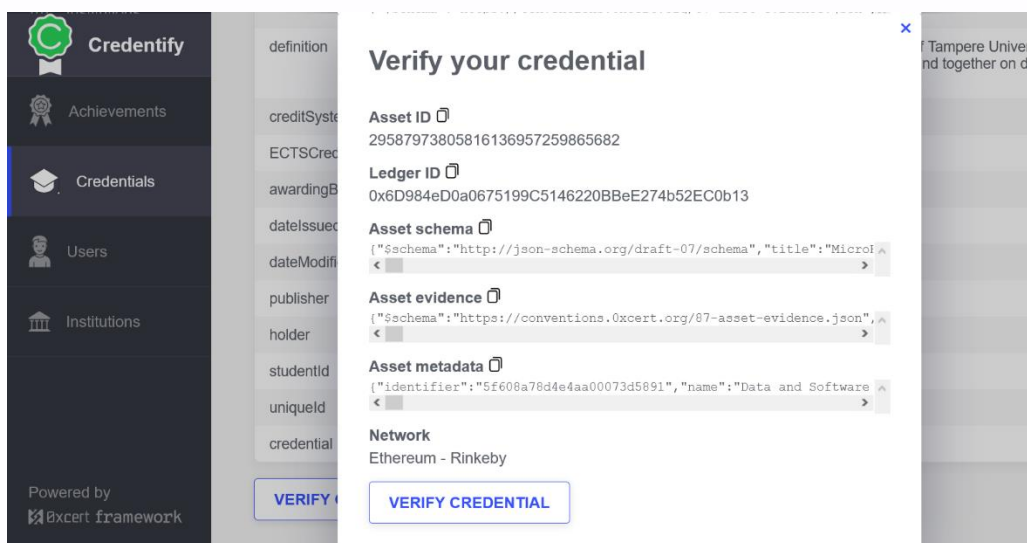 Credentify
Achievements
Credentials
Users
Institutions
Powered by
0xcert framework
definition
creditSyste
ECTSCred
awardingB
dateIssued
dateModifi
publisher
holder
studentId
uniqueId
credential
VERIFY
Tampere Univer
nd together on d
×
Verify your credential
Asset ID
29587973805816136957259865682
Ledger ID
0x6D984eD0a0675199C5146220BBeE274b52EC0b13
Asset schema
{"$schema":"http://json-schema.org/draft-07/schema","title":"Micro
Asset evidence
{"$schema":"https://conventions.0xcert.org/87-asset-evidence.json",
Asset metadata
{"identifier":"5f608a78d4e4aa00073d5891","name":"Data and Software
Network
Ethereum - Rinkeby
VERIFY CREDENTIAL